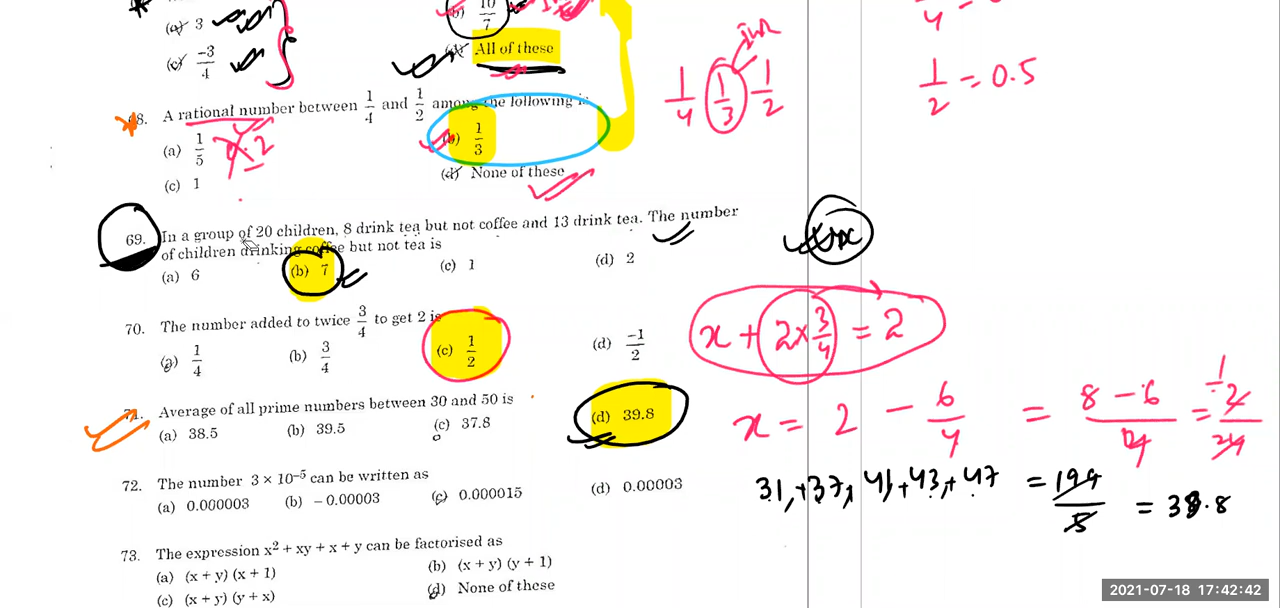 (a) 3
(b) 10/7
(c) -3/4
(d) All of these
68. A rational number between 1/4 and 1/2 among the following is
(a) 1/5
0.2
(b) 1/3
(c) 1
(d) None of these
1/4 1/3 1/2
1/2 = 0.5
69. In a group of 20 children, 8 drink tea but not coffee and 13 drink tea. The number
of children drinking coffee but not tea is
(a) 6 (b) 7 (c) 1 (d) 2
70. The number added to twice 3/4 to get 2 is
(a) 1/4 (b) 3/4 (c) 1/2 (d) -1/2
x + 2 × 3/4 = 2
x = 2 - 6/4 = 8 - 6/4 = 2/4
71. Average of all prime numbers between 30 and 50 is
(a) 38.5 (b) 39.5 (c) 37.8 (d) 39.8
31, + 37, + 41, + 43, + 47 = 199/5 = 39.8
72. The number 3 × 10⁻⁵ can be written as
(a) 0.000003 (b) – 0.00003 (c) 0.000015 (d) 0.00003
73. The expression x² + xy + x + y can be factorised as
(a) (x + y) (x + 1) (b) (x + y) (y + 1)
(c) (x + y) (y + x) (d) None of these
2021-07-18 17:42:42